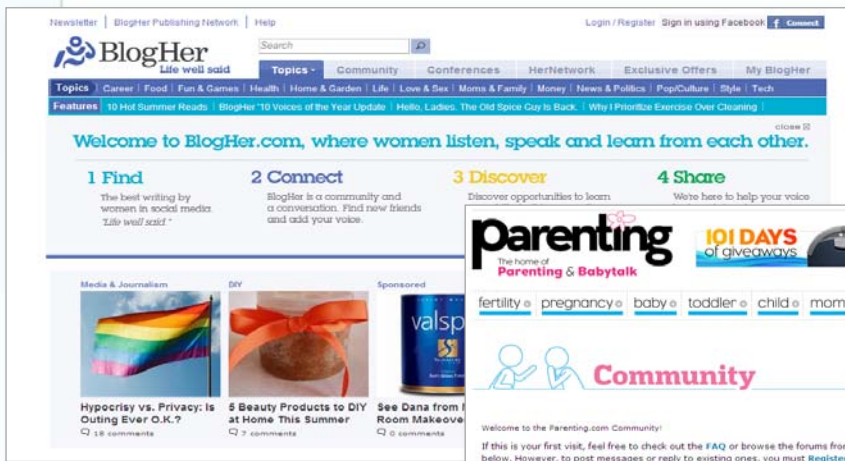 Newsletter | BlogHer Publishing Network | Help
Login / Register Sign in using Facebook f Connect
BlogHer
Life well said
Search
Topics Community Conferences HerNetwork Exclusive Offers My BlogHer
Topics Career | Food | Fun & Games | Health | Home & Garden | Life | Love & Sex | Moms & Family | Money | News & Politics | Pop/Culture | Style | Tech
Features 10 Hot Summer Reads | BlogHer '10 Voices of the Year Update | Hello, Ladies. The Old Spice Guy Is Back. | Why I Prioritize Exercise Over Cleaning |
close
Welcome to BlogHer.com, where women listen, speak and learn from each other.
1 Find
The best writing by
women in social media.
"Life well said."
2 Connect
BlogHer is a community and
a conversation. Find new friends
and add your voice.
3 Discover
Discover opportunities to learn
4 Share
We're here to help your voice
Media & Journalism
Hypocrisy vs. Privacy: Is
Outing Ever O.K.?
18 comments
DIY
5 Beauty Products to DIY
at Home This Summer
7 comments
Sponsored
valsp
See Dana from
Room Makeove
0 comments
parenting
The home of
Parenting & Babytalk
101 DAYS
of giveaways
fertility pregnancy baby toddler child mom
Community
Welcome to the Parenting.com Community!
If this is your first visit, feel free to check out the FAQ or browse the forums from
below. However, to post messages or reply to existing ones, you must Register